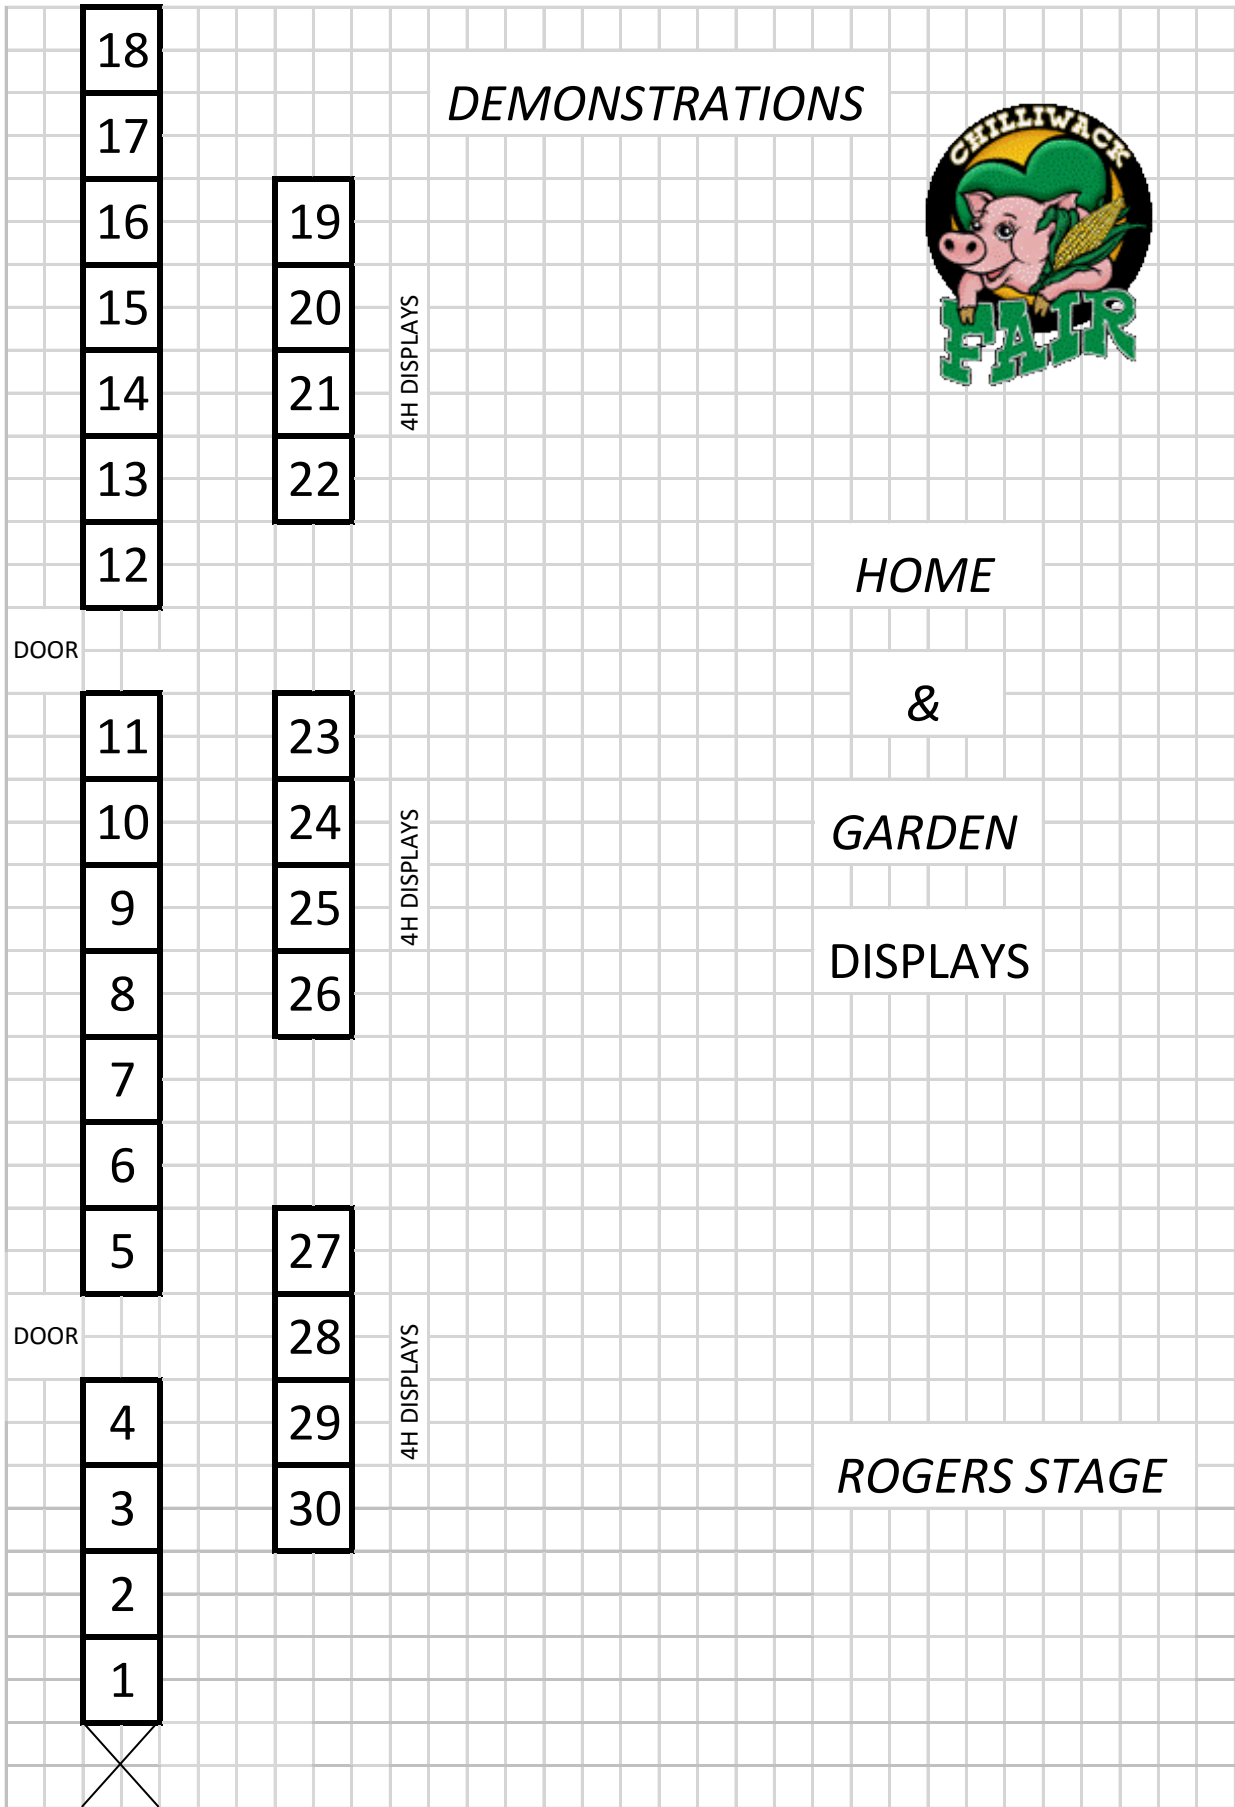 18
DEMONSTRATIONS
CHILLIWACK
FAIR
17
16 19
15 20
4H DISPLAYS
14 21
13 22
12
HOME
DOOR
&
11 23
10 24
4H DISPLAYS
GARDEN
9 25
DISPLAYS
8 26
7
6
5 27
DOOR
28
4H DISPLAYS
4 29
ROGERS STAGE
3 30
2
1